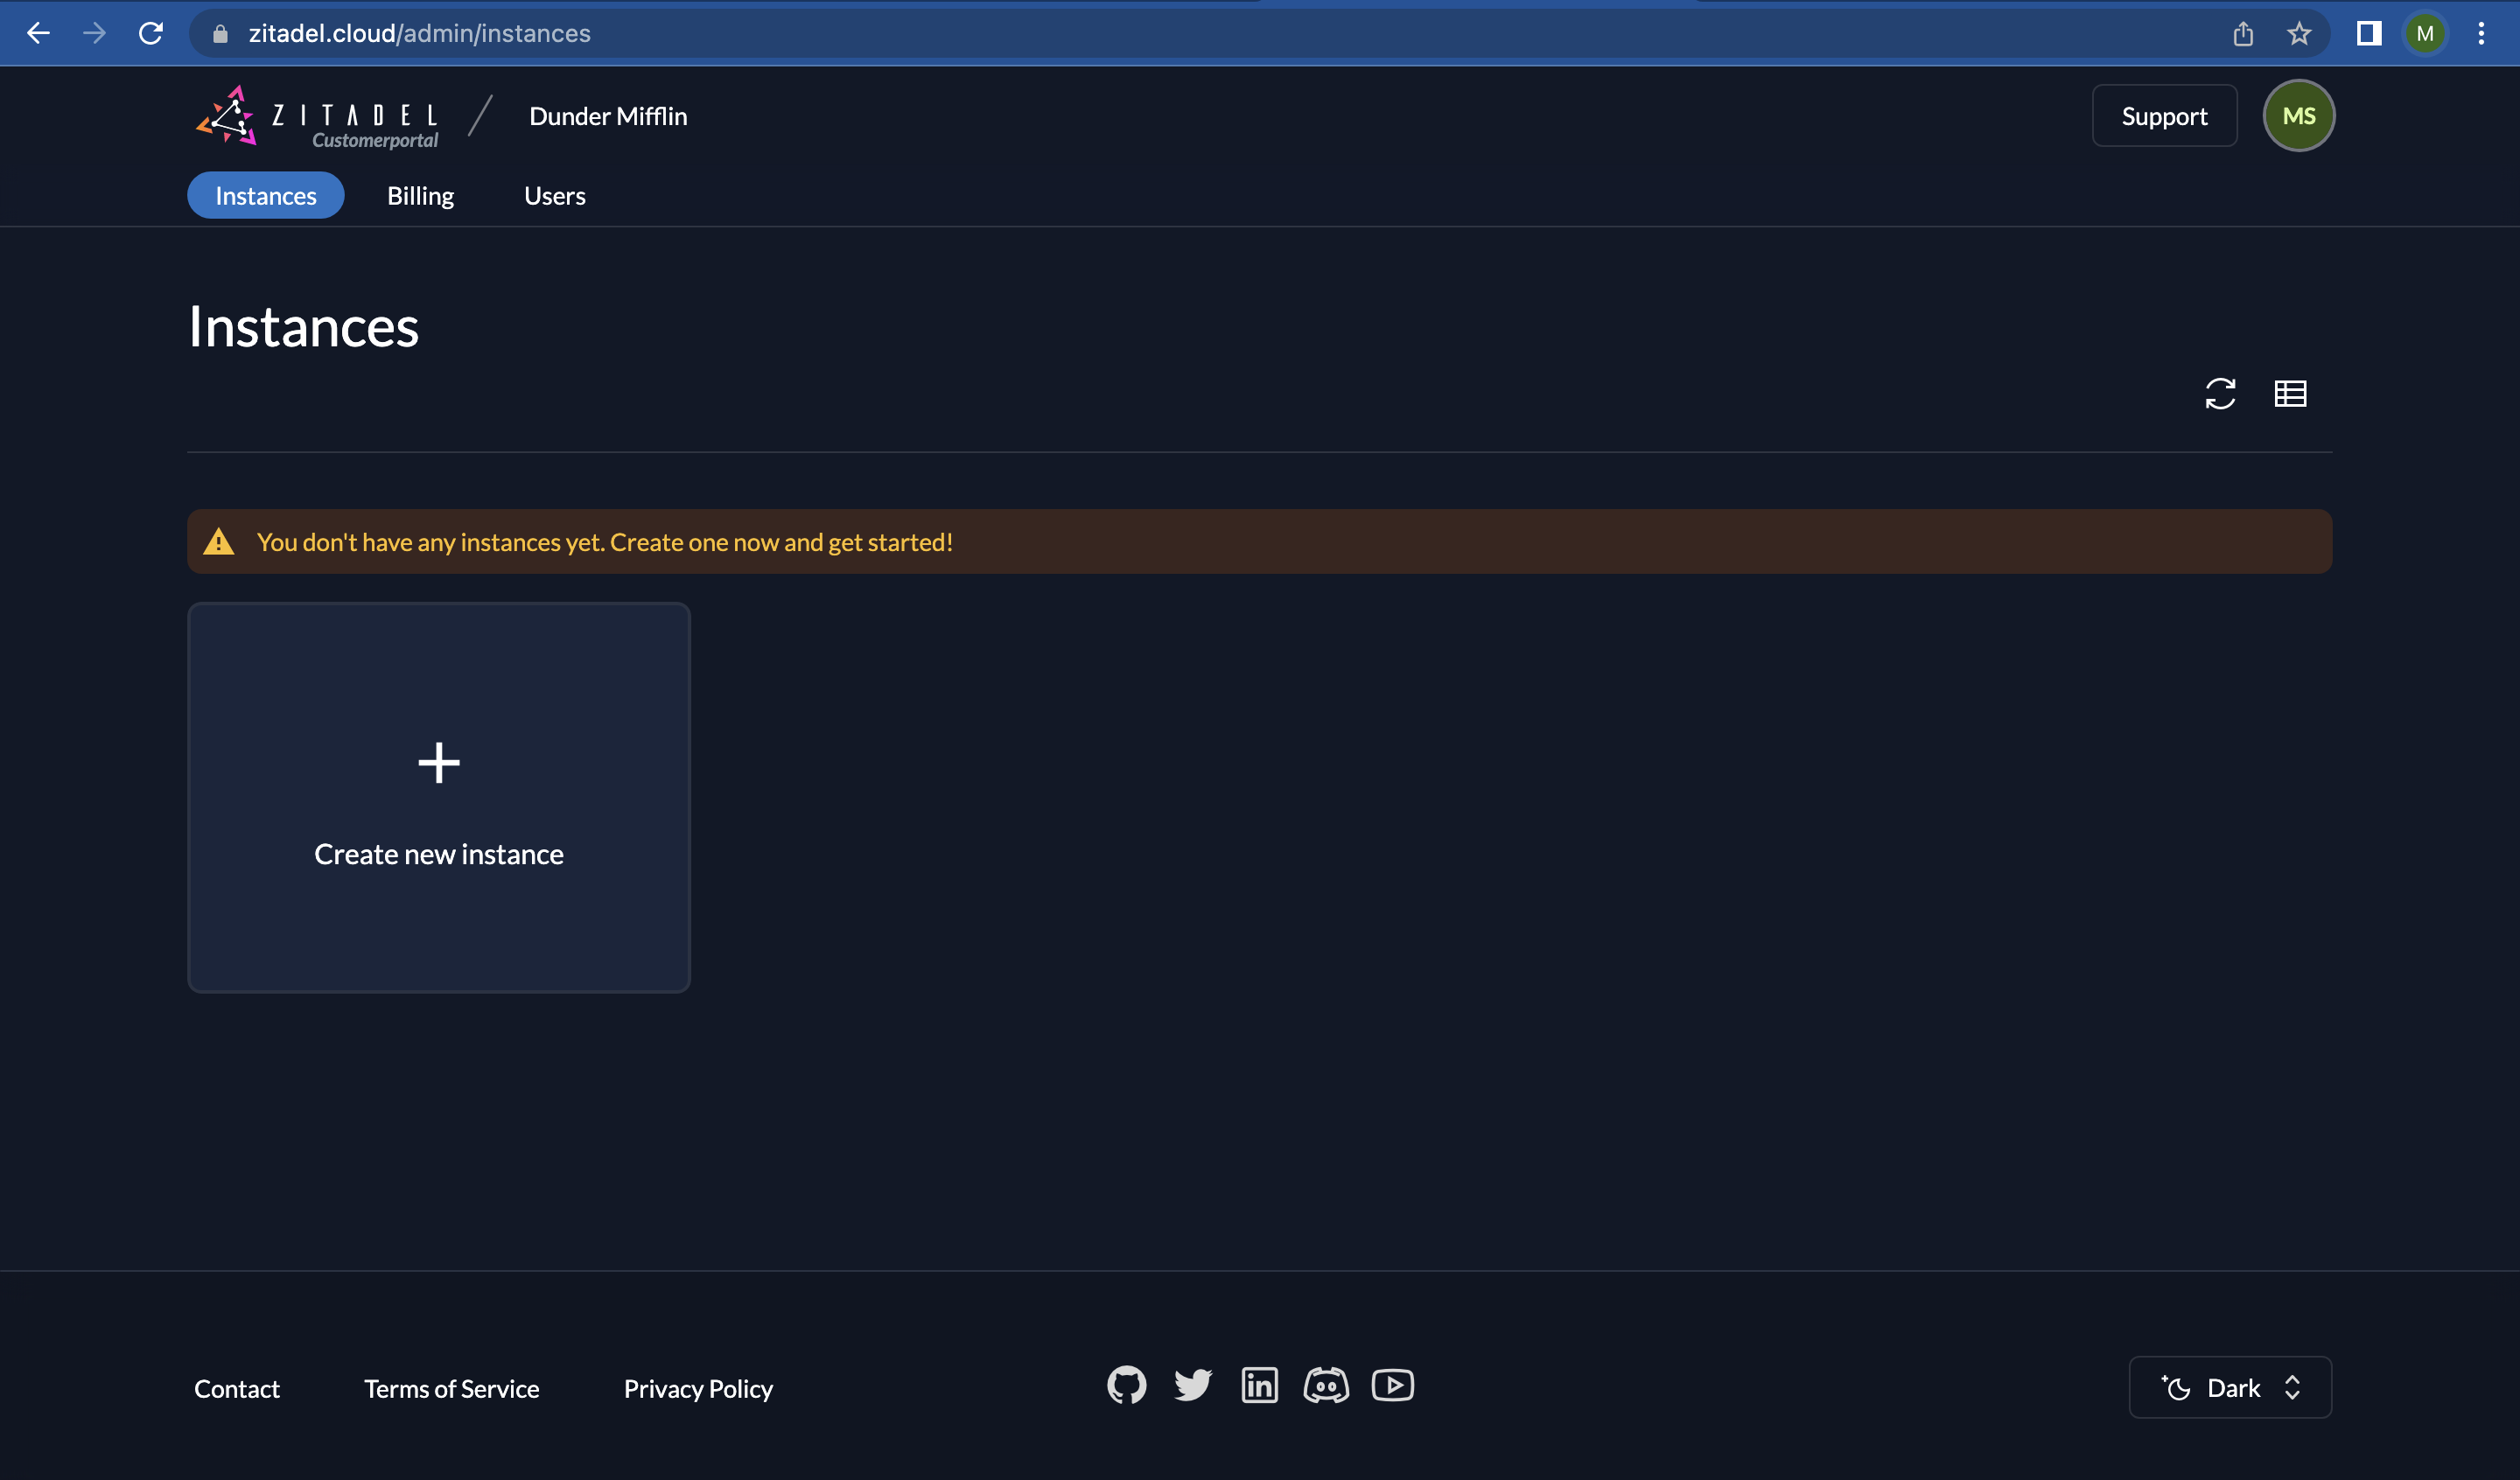 zitadel.cloud/admin/instances
M
ZITADEL
Customerportal
Dunder Mifflin
Support
MS
Instances
Billing
Users
Instances
You don't have any instances yet. Create one now and get started!
Create new instance
Contact
Terms of Service
Privacy Policy
in
Dark